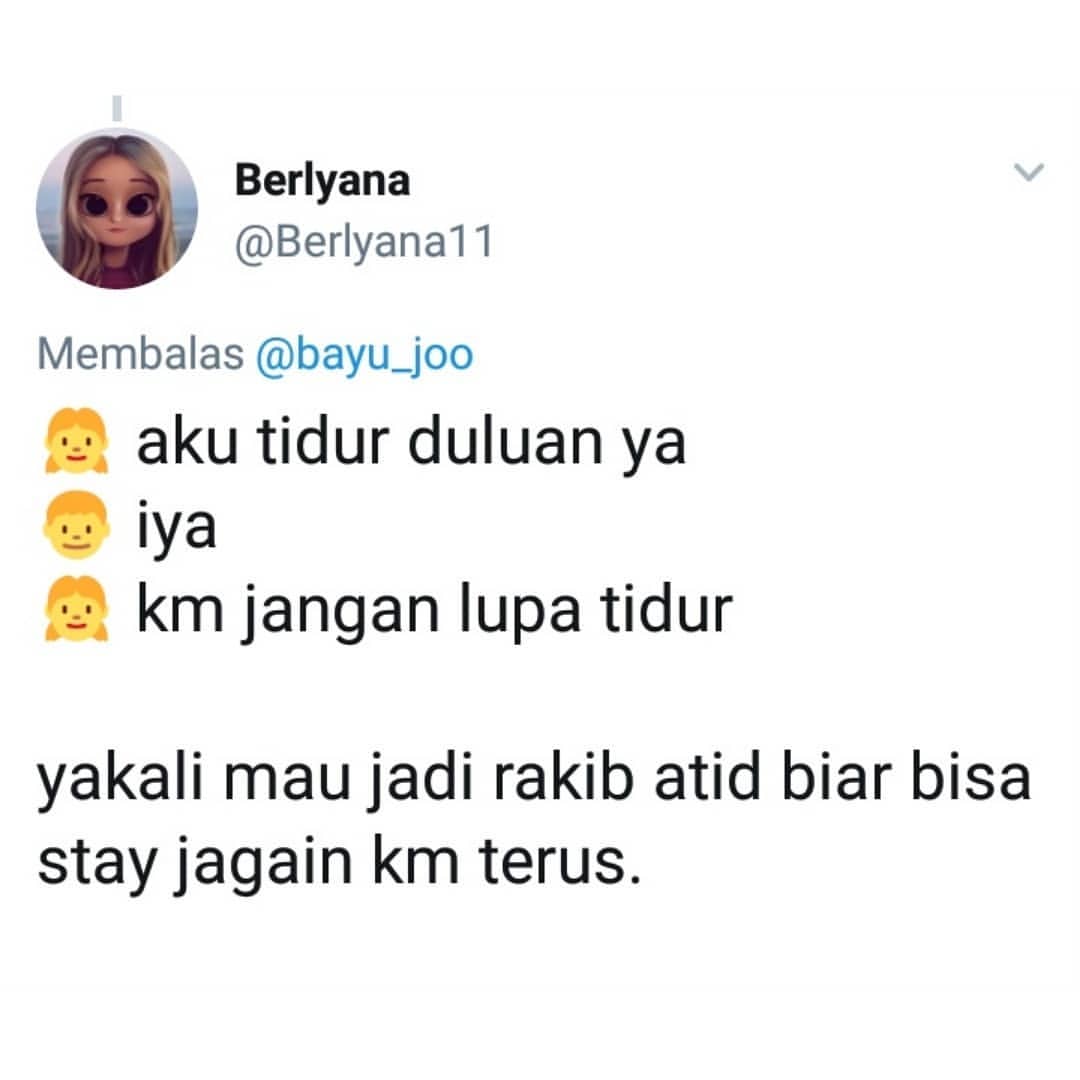 Berlyana
@Berlyana11
Membalas @bayu_joo
👧 aku tidur duluan ya
👦 iya
👧 km jangan lupa tidur
yakali mau jadi rakib atid biar bisa
stay jagain km terus.